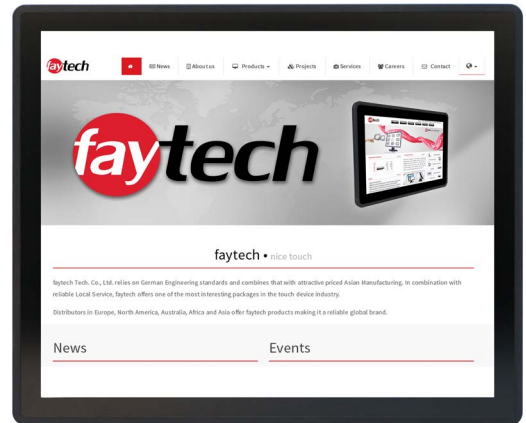 faytech
News
About us
Products
Projects
Services
Careers
Contact
faytech
faytech • nice touch
faytech Tech. Co., Ltd. relies on German Engineering standards and combines that with attractive priced Asian Manufacturing. In combination with
reliable Local Service, faytech offers one of the most interesting packages in the touch device industry.
Distributors in Europe, North America, Australia, Africa and Asia offer faytech products making it a reliable global brand.
News
Events